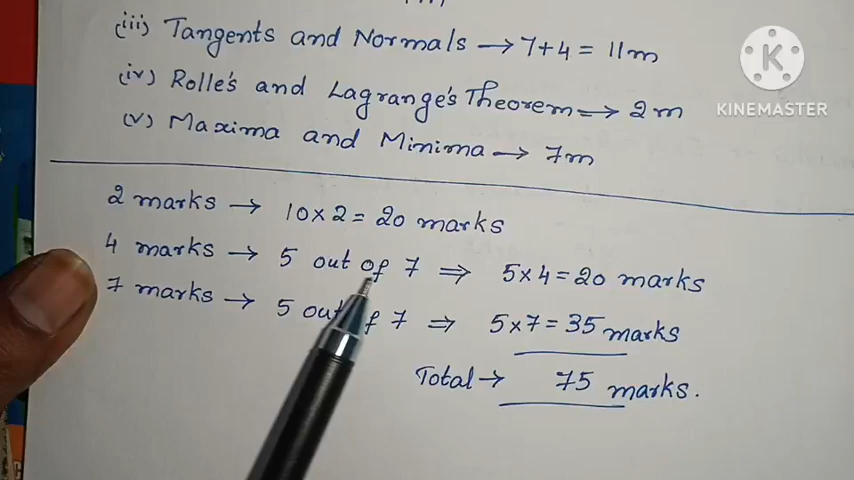 (iii) Tangents and Normals → 7+4 = 11m
K
KINEMASTER
(iv) Rolle's and Lagrange's Theorem → 2m
(v) Maxima and Minima → 7m
2 marks → 10×2 = 20 marks
4 marks → 5 out of 7 ⇒ 5×4 = 20 marks
7 marks → 5 out of 7 ⇒ 5×7 = 35 marks
Total → 75 marks.